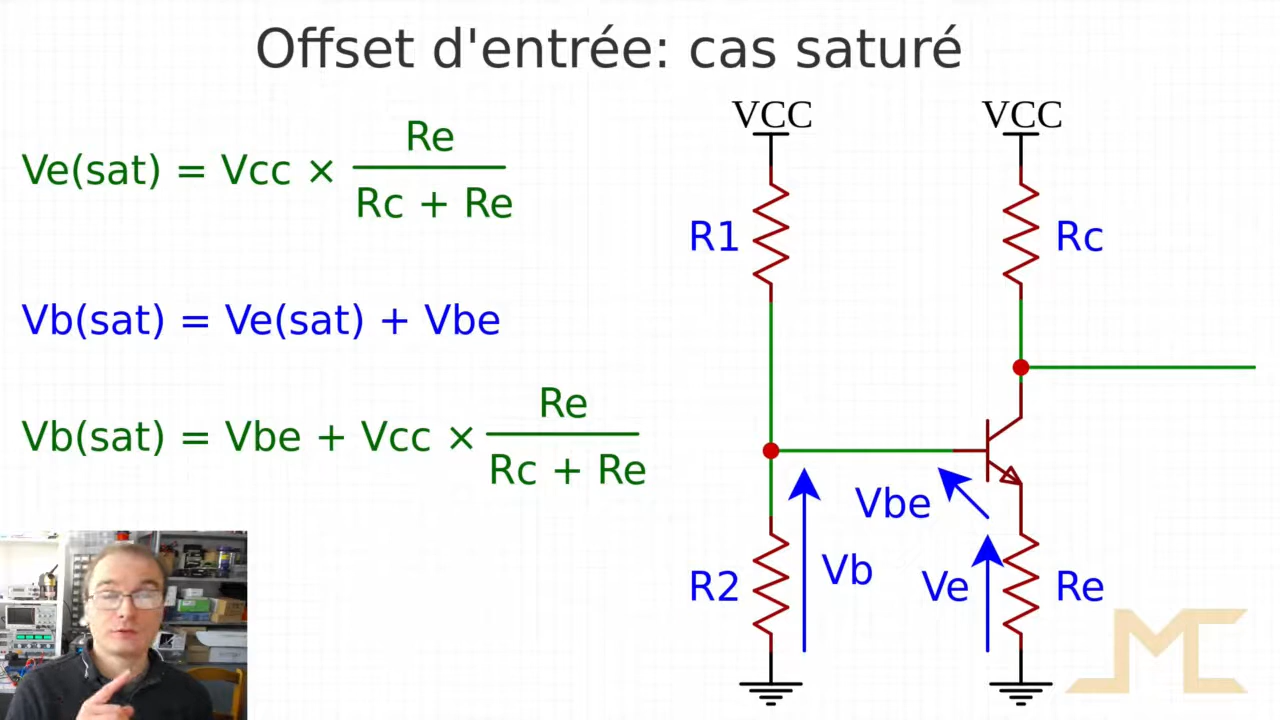 Offset d'entrée: cas saturé
Ve(sat) = Vcc × Re
Rc + Re
Vb(sat) = Ve(sat) + Vbe
Vb(sat) = Vbe + Vcc × Re
Rc + Re
VCC
VCC
R1
Rc
Vbe
Vb
R2
Ve
Re
MC